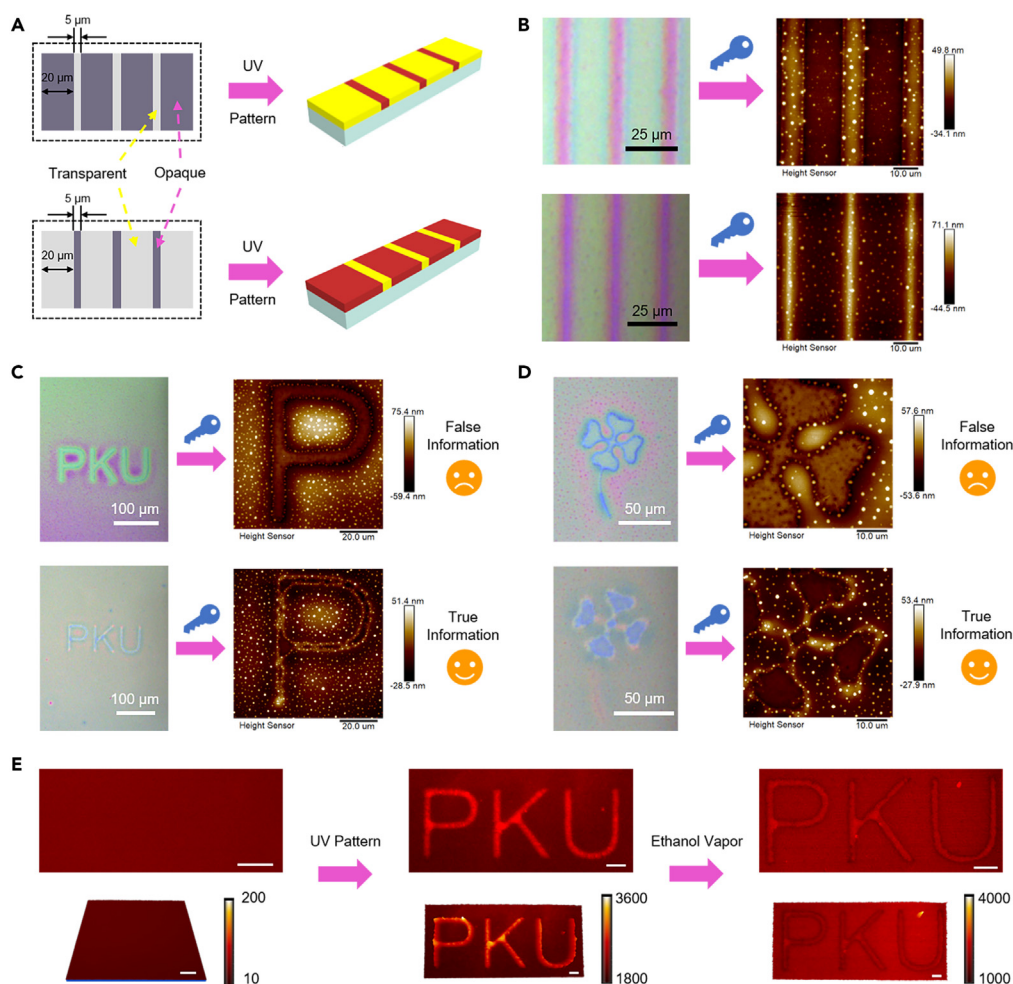 A
5 µm
20 µm
UV
Pattern
Transparent
Opaque
5 µm
20 µm
UV
Pattern
B
25 µm
49.8 nm
-34.1 nm
Height Sensor
10.0 um
25 µm
71.1 nm
-44.5 nm
Height Sensor
10.0 um
C
PKU
100 µm
P
75.4 nm
-59.4 nm
Height Sensor
20.0 um
False
Information
PKU
100 µm
P
51.4 nm
-28.5 nm
Height Sensor
20.0 um
True
Information
D
50 µm
57.6 nm
-53.6 nm
Height Sensor
10.0 um
False
Information
50 µm
53.4 nm
-27.9 nm
Height Sensor
10.0 um
True
Information
E
UV Pattern
PKU
Ethanol Vapor
PKU
200
10
PKU
3600
1800
PKU
4000
1000